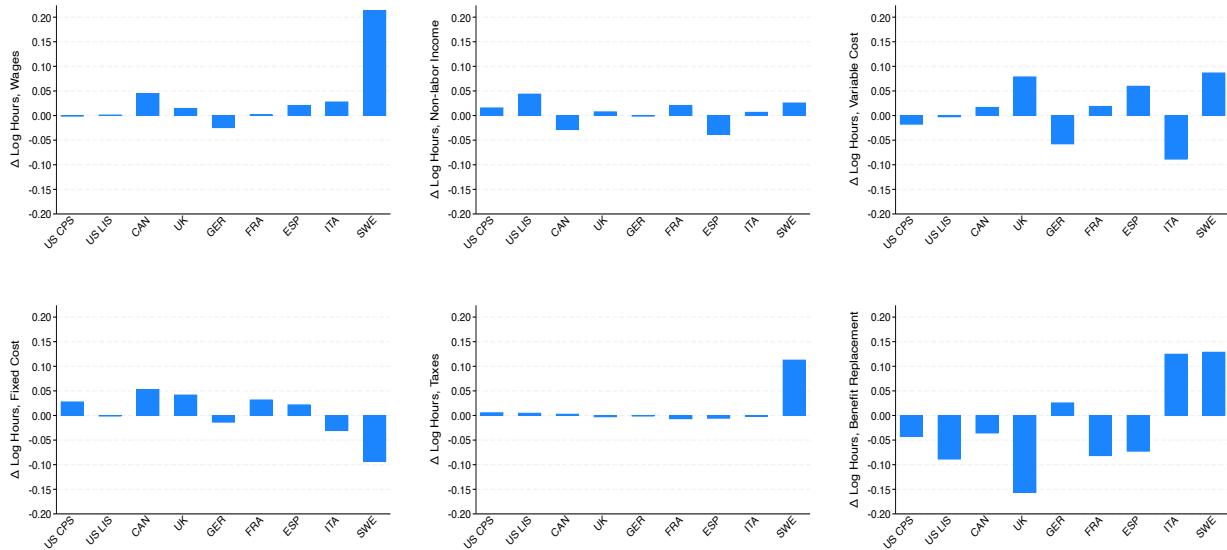 Δ Log Hours, Wages
0.20
0.15
0.10
0.05
0.00
-0.05
-0.10
-0.15
-0.20
US CPS
US LIS
CAN
UK
GER
FRA
ESP
ITA
SWE
Δ Log Hours, Non-labor Income
0.20
0.15
0.10
0.05
0.00
-0.05
-0.10
-0.15
-0.20
US CPS
US LIS
CAN
UK
GER
FRA
ESP
ITA
SWE
Δ Log Hours, Variable Cost
0.20
0.15
0.10
0.05
0.00
-0.05
-0.10
-0.15
-0.20
US CPS
US LIS
CAN
UK
GER
FRA
ESP
ITA
SWE
Δ Log Hours, Fixed Cost
0.20
0.15
0.10
0.05
0.00
-0.05
-0.10
-0.15
-0.20
US CPS
US LIS
CAN
UK
GER
FRA
ESP
ITA
SWE
Δ Log Hours, Taxes
0.20
0.15
0.10
0.05
0.00
-0.05
-0.10
-0.15
-0.20
US CPS
US LIS
CAN
UK
GER
FRA
ESP
ITA
SWE
Δ Log Hours, Benefit Replacement
0.20
0.15
0.10
0.05
0.00
-0.05
-0.10
-0.15
-0.20
US CPS
US LIS
CAN
UK
GER
FRA
ESP
ITA
SWE